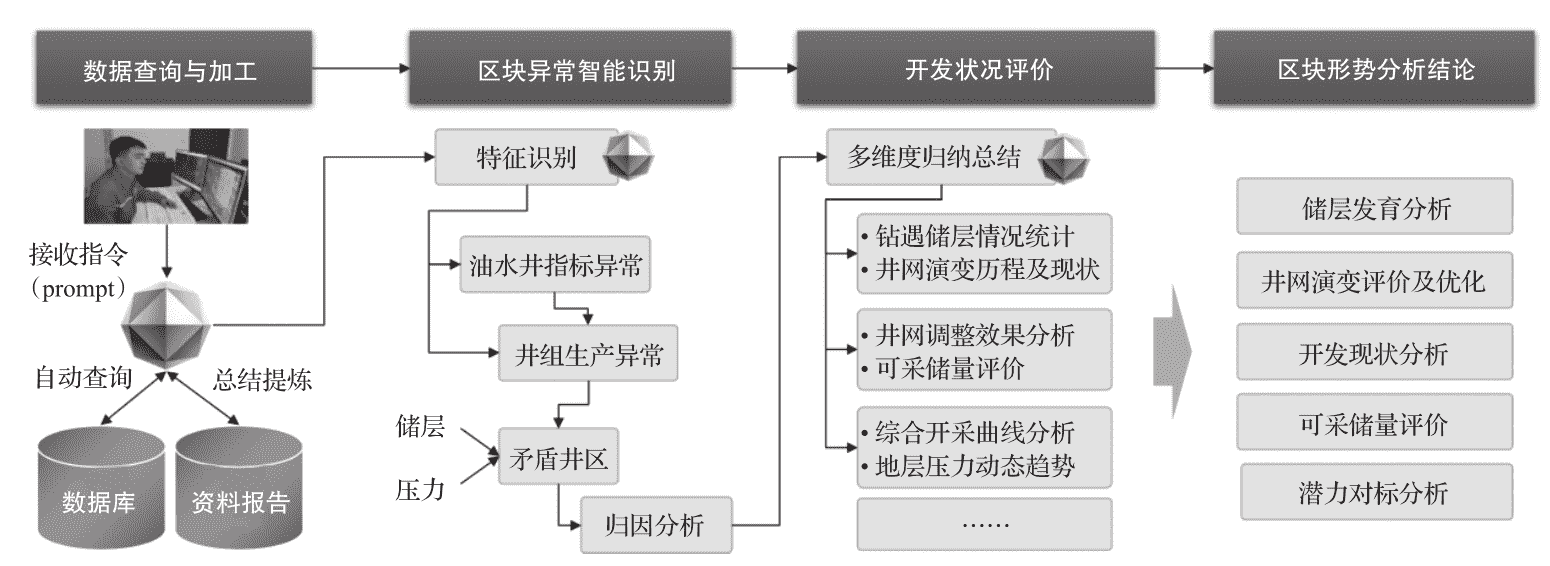 数据查询与加工
区块异常智能识别
开发状况评价
区块形势分析结论
接收指令
（prompt）
自动查询
总结提炼
数据库
资料报告
特征识别
油水井指标异常
井组生产异常
储层
压力
矛盾井区
归因分析
多维度归纳总结
• 钻遇储层情况统计
• 井网演变历程及现状
• 井网调整效果分析
• 可采储量评价
• 综合开采曲线分析
• 地层压力动态趋势
……
储层发育分析
井网演变评价及优化
开发现状分析
可采储量评价
潜力对标分析